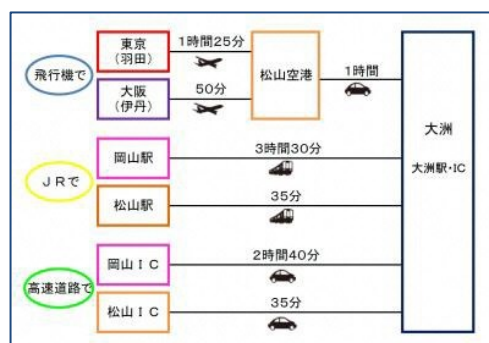 飛行機で
東京
（羽田）
1時間25分
大阪
（伊丹）
50分
松山空港
1時間
ＪＲで
岡山駅
3時間30分
松山駅
35分
高速道路で
岡山ＩＣ
2時間40分
松山ＩＣ
35分
大洲
大洲駅・IC